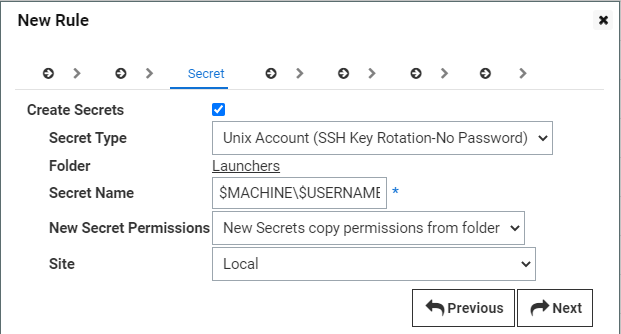 New Rule
Secret
Create Secrets
Secret Type Unix Account (SSH Key Rotation-No Password)
Folder Launchers
Secret Name $MACHINE\$USERNAME *
New Secret Permissions New Secrets copy permissions from folder
Site Local
Previous Next